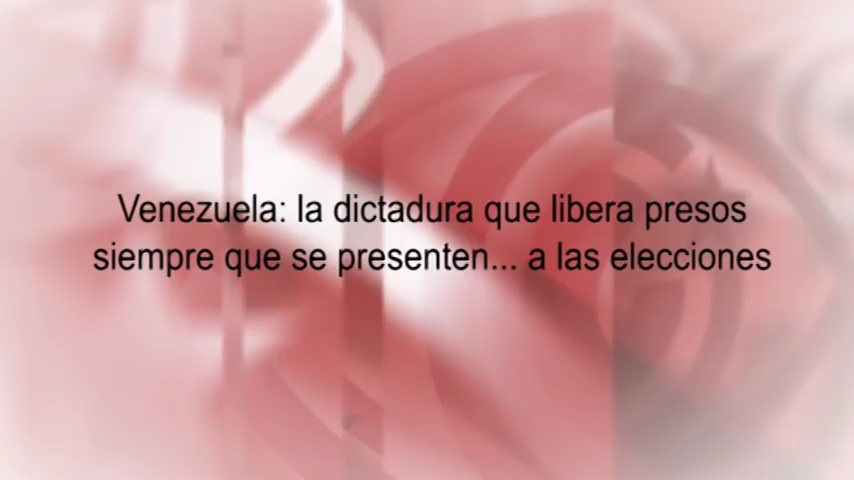 Venezuela: la dictadura que libera presos
siempre que se presenten... a las elecciones